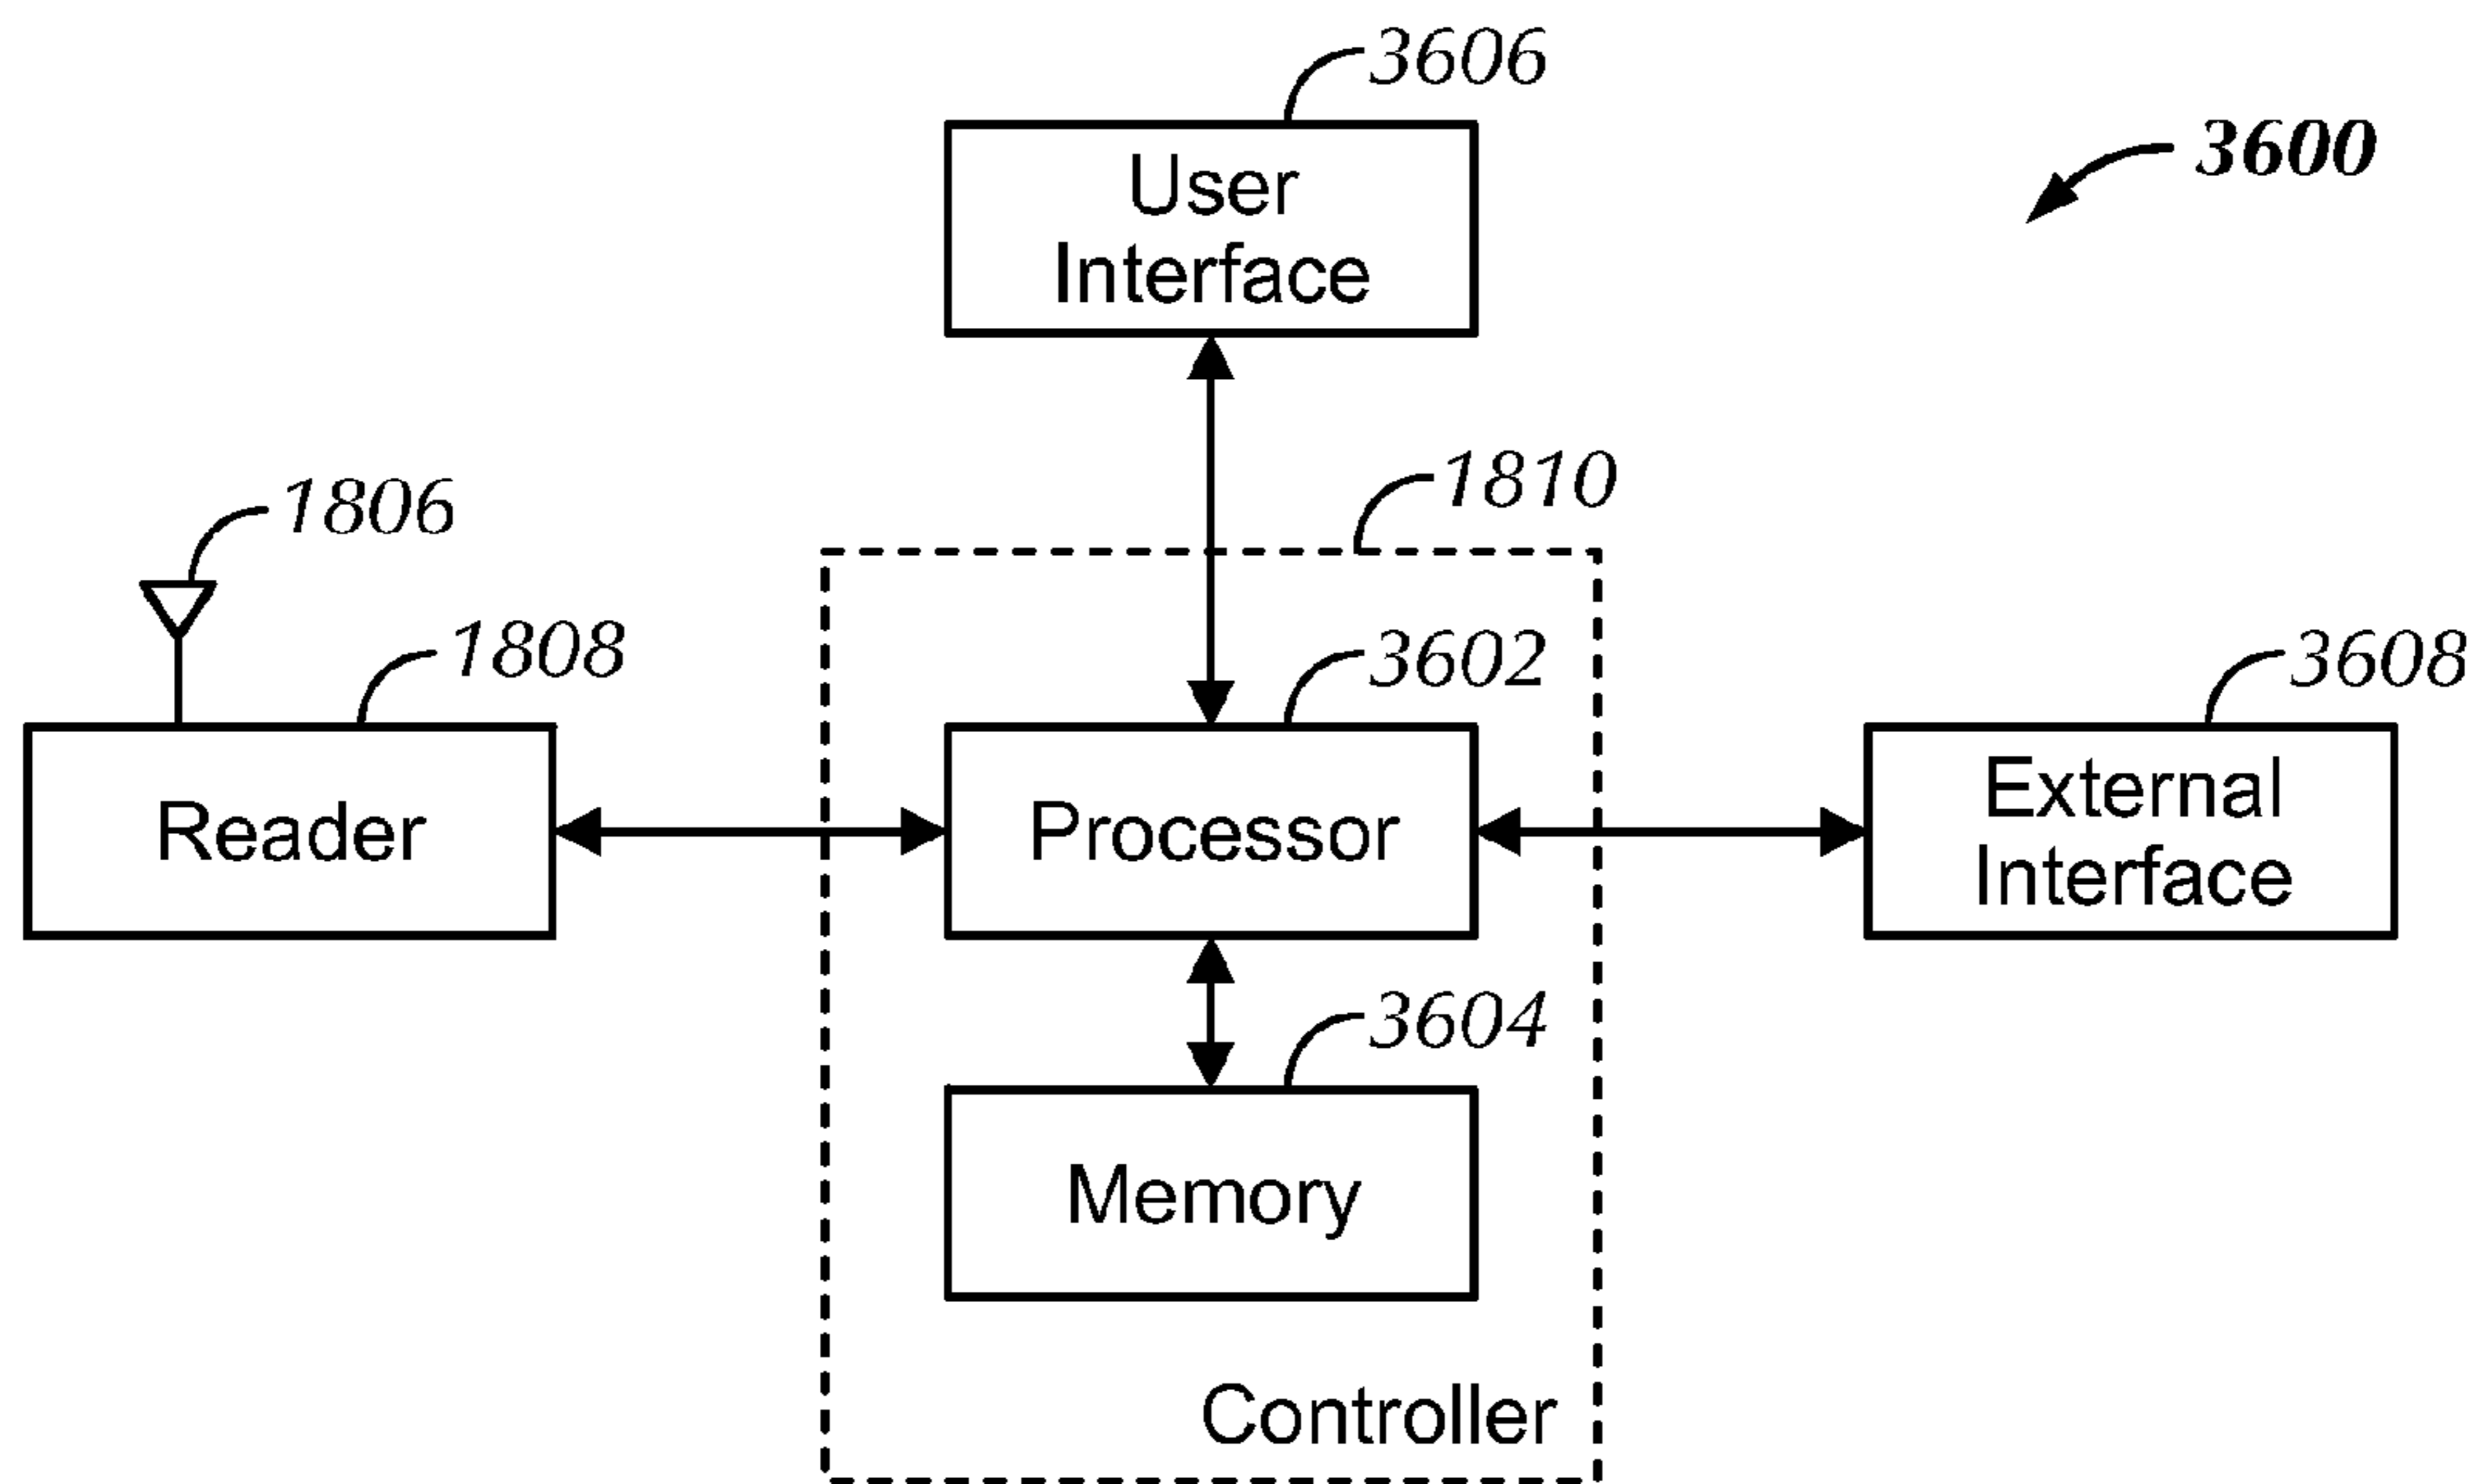 3606
3600
User
Interface
1810
1806
1808
3602
3608
Reader
Processor
External
Interface
3604
Memory
Controller